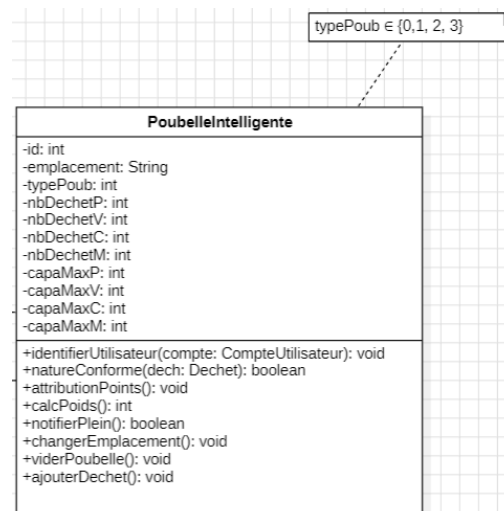 typePoub ∈ {0,1, 2, 3}
PoubelleIntelligente
-id: int
-emplacement: String
-typePoub: int
-nbDechetP: int
-nbDechetV: int
-nbDechetC: int
-nbDechetM: int
-capaMaxP: int
-capaMaxV: int
-capaMaxC: int
-capaMaxM: int
+identifierUtilisateur(compte: CompteUtilisateur): void
+natureConforme(dech: Dechet): boolean
+attributionPoints(): void
+calcPoids(): int
+notifierPlein(): boolean
+changerEmplacement(): void
+viderPoubelle(): void
+ajouterDechet(): void